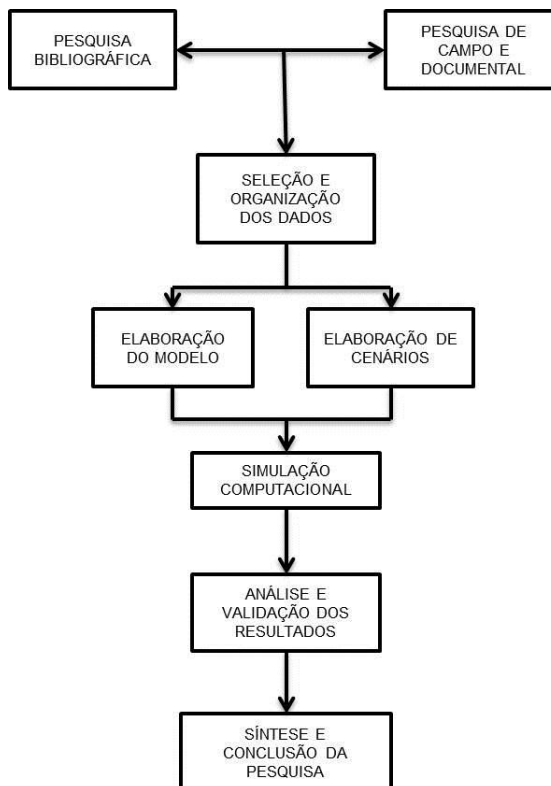 PESQUISA
BIBLIOGRÁFICA
PESQUISA DE
CAMPO E
DOCUMENTAL
SELEÇÃO E
ORGANIZAÇÃO
DOS DADOS
ELABORAÇÃO
DO MODELO
ELABORAÇÃO DE
CENÁRIOS
SIMULAÇÃO
COMPUTACIONAL
ANÁLISE E
VALIDAÇÃO DOS
RESULTADOS
SÍNTESE E
CONCLUSÃO DA
PESQUISA